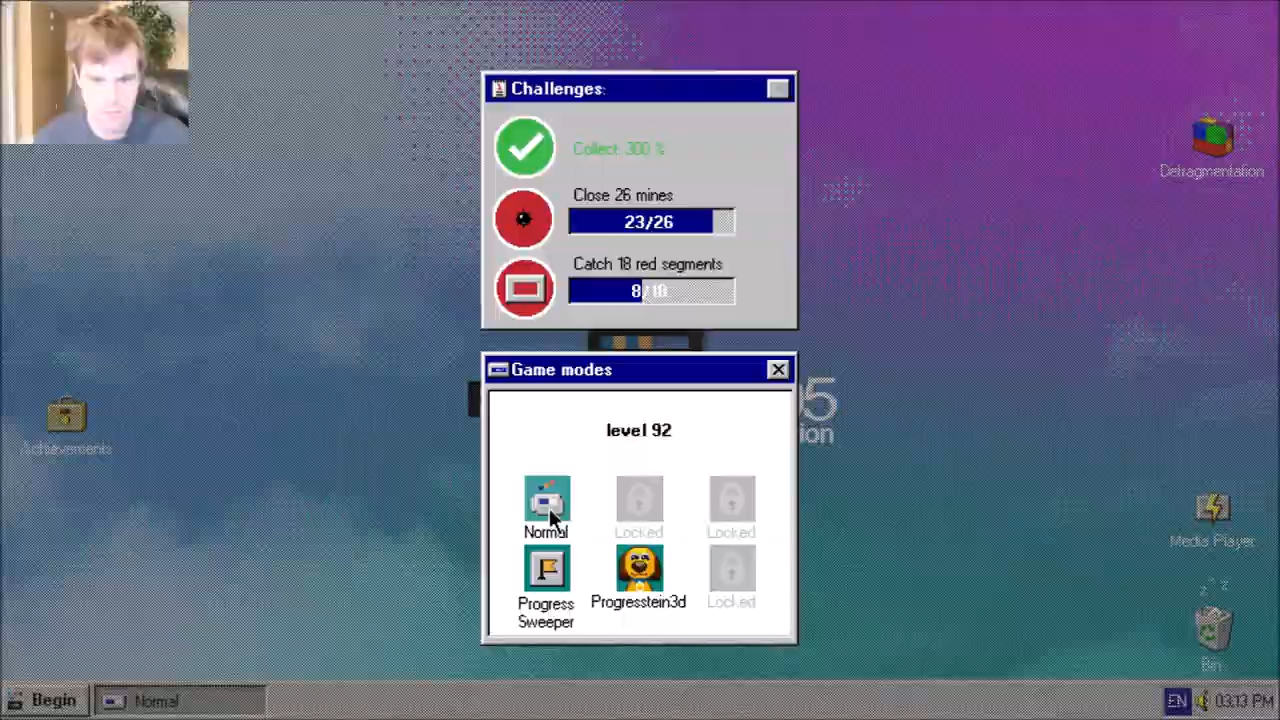 Challenges:
Collect 300 %
Close 26 mines
23/26
Catch 18 red segments
8/18
Defragmentation
Game modes
level 92
Achievements
Normal
Locked
Locked
Progress
Sweeper
Progresstein3d
Locked
Media Player
Bin
Begin
Normal
EN
03:13 PM